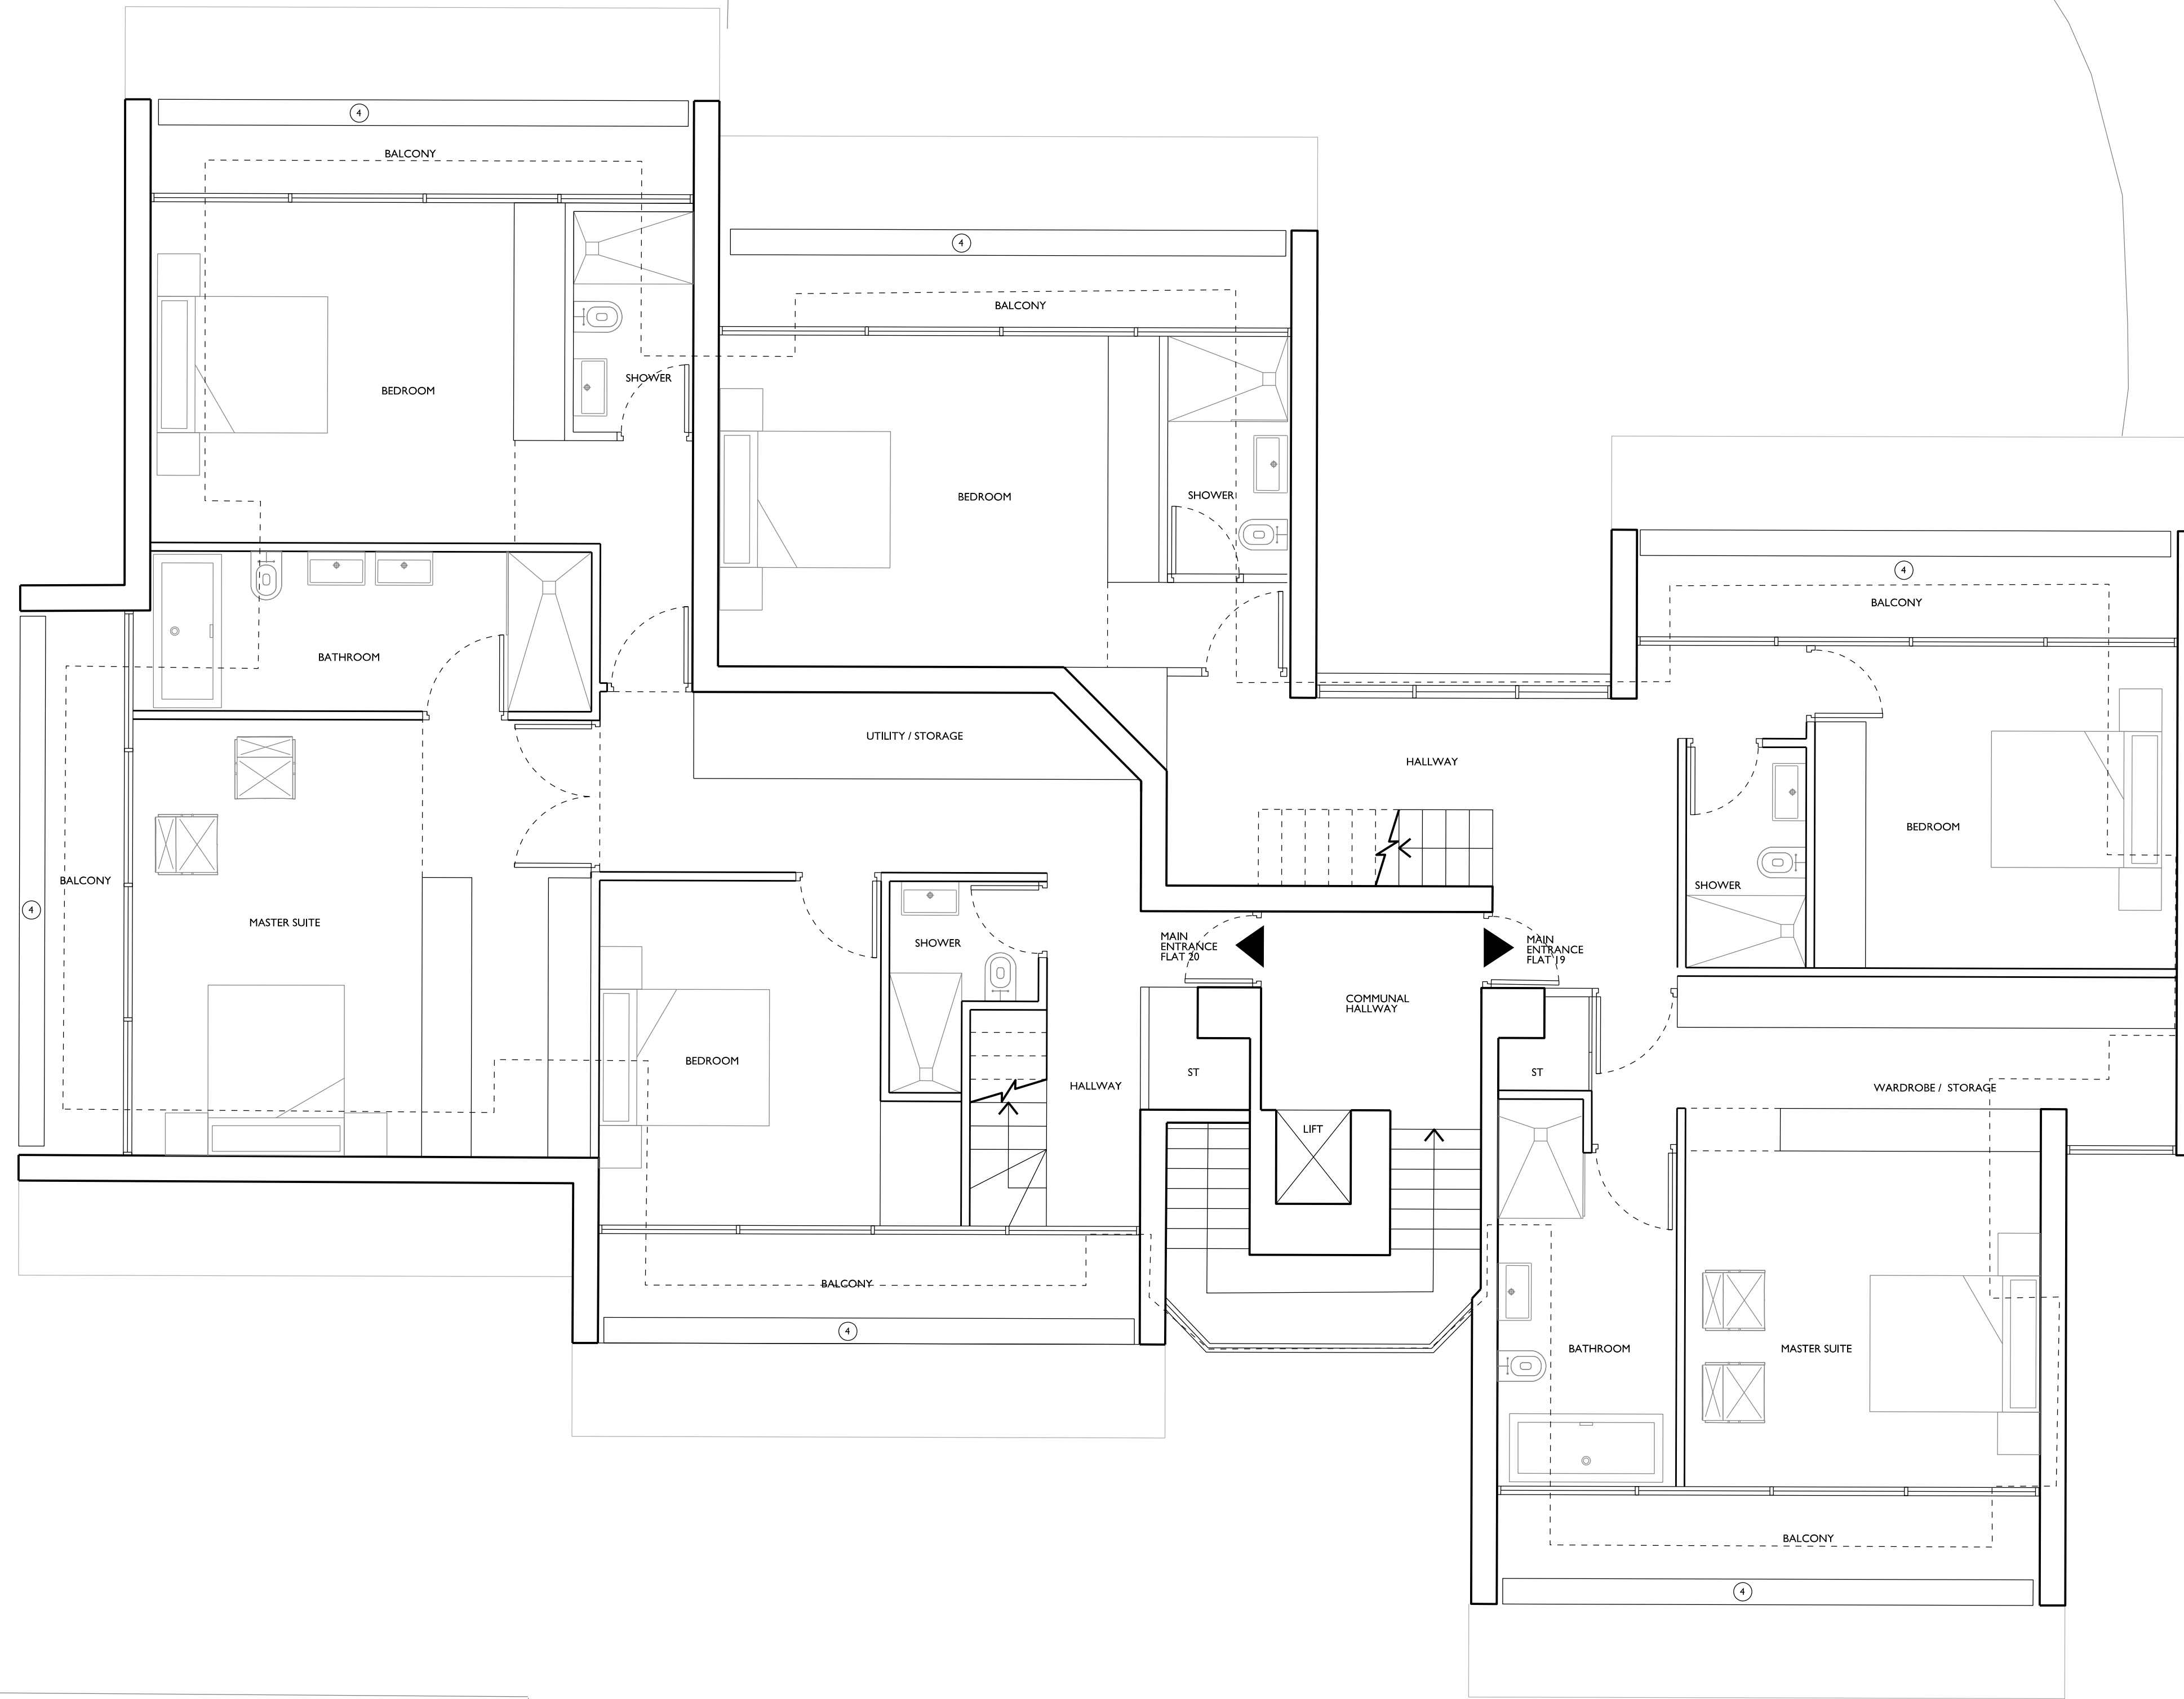 4
BALCONY
4
BALCONY
SHOWER
BEDROOM
BEDROOM
SHOWER
4
BALCONY
BATHROOM
UTILITY / STORAGE
HALLWAY
BEDROOM
BALCONY
SHOWER
4
MASTER SUITE
SHOWER
MAIN
ENTRANCE
FLAT 20
MAIN
ENTRANCE
FLAT 19
COMMUNAL
HALLWAY
BEDROOM
HALLWAY
ST
ST
WARDROBE / STORAGE
LIFT
BALCONY
4
BATHROOM
MASTER SUITE
BALCONY
4